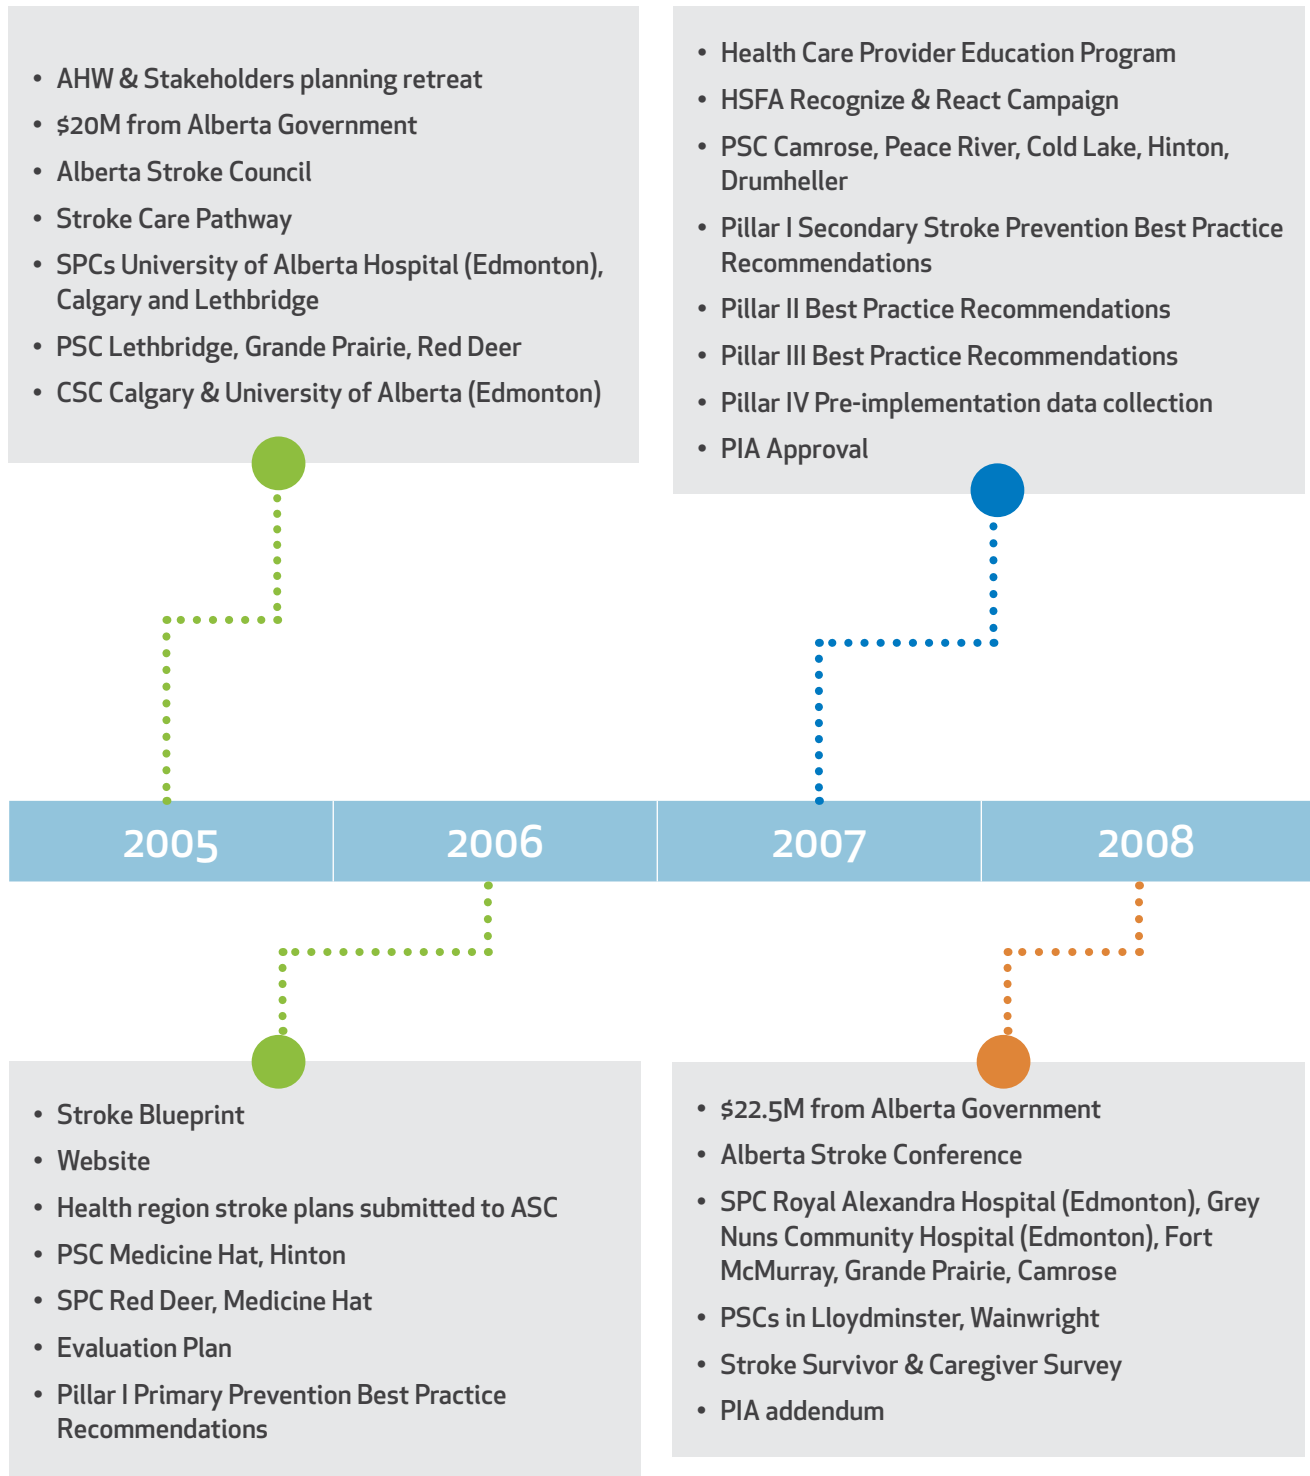 • AHW & Stakeholders planning retreat
• $20M from Alberta Government
• Alberta Stroke Council
• Stroke Care Pathway
• SPCs University of Alberta Hospital (Edmonton),
Calgary and Lethbridge
• PSC Lethbridge, Grande Prairie, Red Deer
• CSC Calgary & University of Alberta (Edmonton)
• Health Care Provider Education Program
• HSFA Recognize & React Campaign
• PSC Camrose, Peace River, Cold Lake, Hinton,
Drumheller
• Pillar I Secondary Stroke Prevention Best Practice
Recommendations
• Pillar II Best Practice Recommendations
• Pillar III Best Practice Recommendations
• Pillar IV Pre-implementation data collection
• PIA Approval
2005
2006
2007
2008
• Stroke Blueprint
• Website
• Health region stroke plans submitted to ASC
• PSC Medicine Hat, Hinton
• SPC Red Deer, Medicine Hat
• Evaluation Plan
• Pillar I Primary Prevention Best Practice
Recommendations
• $22.5M from Alberta Government
• Alberta Stroke Conference
• SPC Royal Alexandra Hospital (Edmonton), Grey
Nuns Community Hospital (Edmonton), Fort
McMurray, Grande Prairie, Camrose
• PSCs in Lloydminster, Wainwright
• Stroke Survivor & Caregiver Survey
• PIA addendum